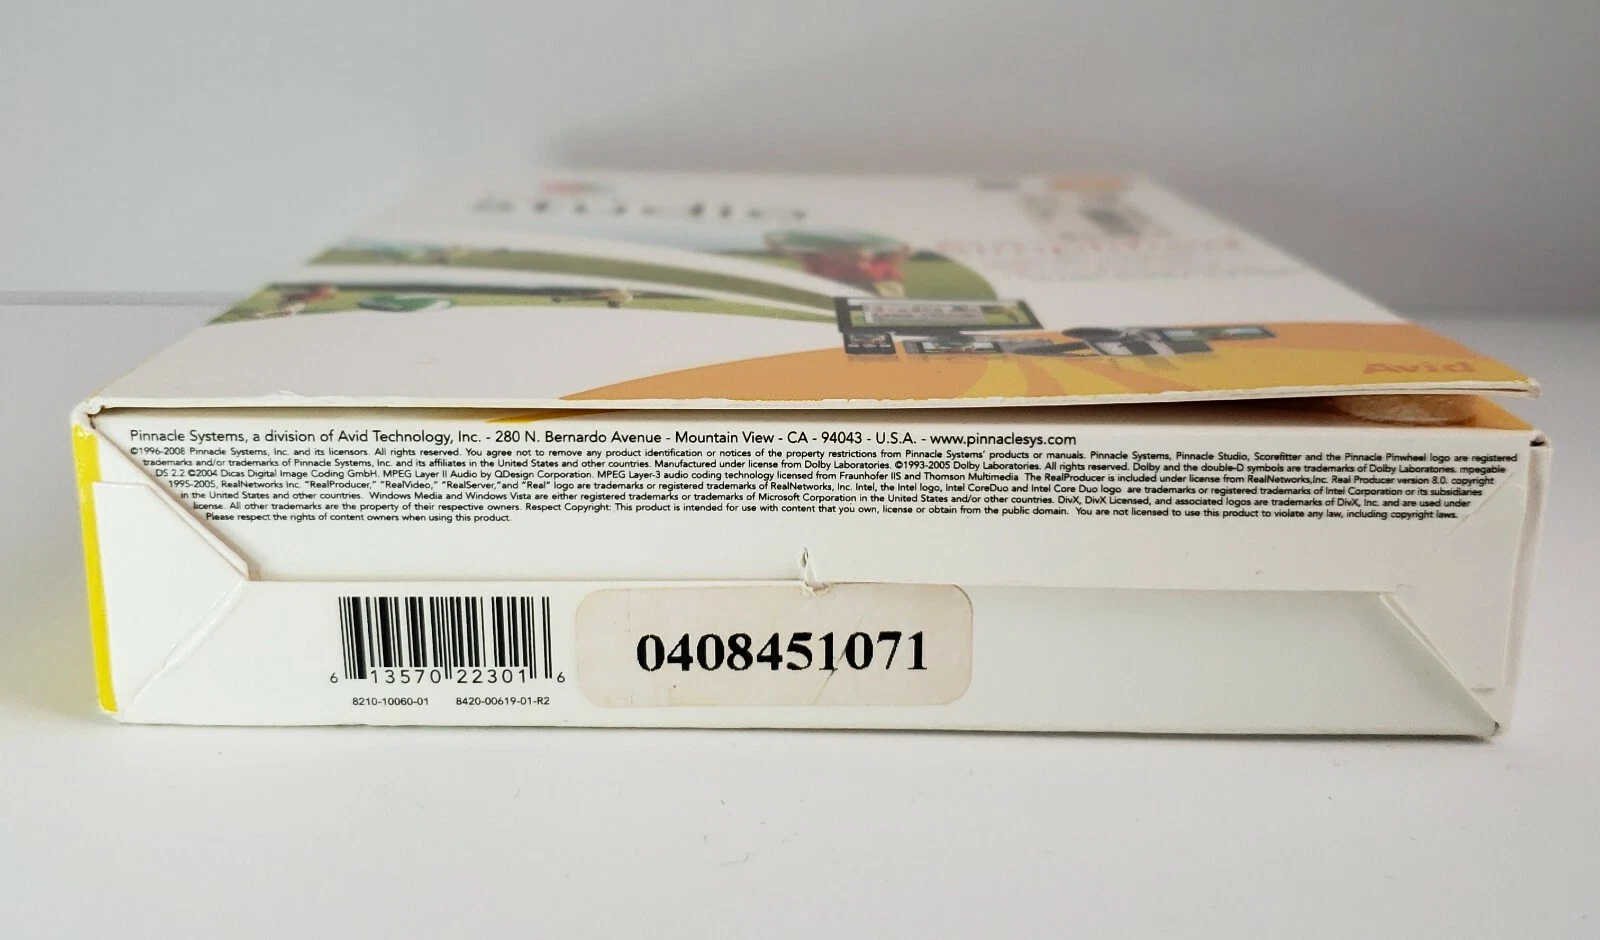 studio
Avid
Pinnacle Systems, a division of Avid Technology, Inc. - 280 N. Bernardo Avenue - Mountain View - CA - 94043 - U.S.A. - www.pinnaclesys.com
©1996-2008 Pinnacle Systems, Inc. and its licensors. All rights reserved. You agree not to remove any product identification or notices of the property restrictions from Pinnacle Systems' products or manuals. Pinnacle Systems, Pinnacle Studio, Scorefitter and the Pinnacle Pinwheel logo are registered
trademarks and/or trademarks of Pinnacle Systems, Inc. and its affiliates in the United States and other countries. Manufactured under license from Dolby Laboratories. ©1993-2005 Dolby Laboratories. All rights reserved. Dolby and the double-D symbols are trademarks of Dolby Laboratories. mpegable
DS 2.2 ©2004 Dicas Digital Image Coding GmbH. MPEG Layer II Audio by QDesign Corporation. MPEG Layer-3 audio coding technology licensed from Fraunhofer IIS and Thomson Multimedia The RealProducer is included under license from RealNetworks,Inc. Real Producer version 8.0. copyright
1995-2005, RealNetworks Inc. "RealProducer," "RealVideo," "RealServer,"and "Real" logo are trademarks or registered trademarks of RealNetworks, Inc. Intel, the Intel logo, Intel CoreDuo and Intel Core Duo logo are trademarks or registered trademarks of Intel Corporation or its subsidiaries
in the United States and other countries. Windows Media and Windows Vista are either registered trademarks or trademarks of Microsoft Corporation in the United States and/or other countries. DivX, DivX Licensed, and associated logos are trademarks of DivX, Inc. and are used under
license. All other trademarks are the property of their respective owners. Respect Copyright: This product is intended for use with content that you own, license or obtain from the public domain. You are not licensed to use this product to violate any law, including copyright laws.
Please respect the rights of content owners when using this product.
0408451071
6 13570 22301 6
8210-10060-01 8420-00619-01-R2